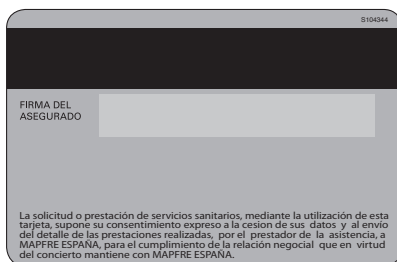 S104344
FIRMA DEL
ASEGURADO
La solicitud o prestación de servicios sanitarios, mediante la utilización de esta
tarjeta, supone su consentimiento expreso a la cesion de sus datos y al envío
del detalle de las prestaciones realizadas, por el prestador de la asistencia, a
MAPFRE ESPAÑA, para el cumplimiento de la relación negocial que en virtud
del concierto mantiene con MAPFRE ESPAÑA.